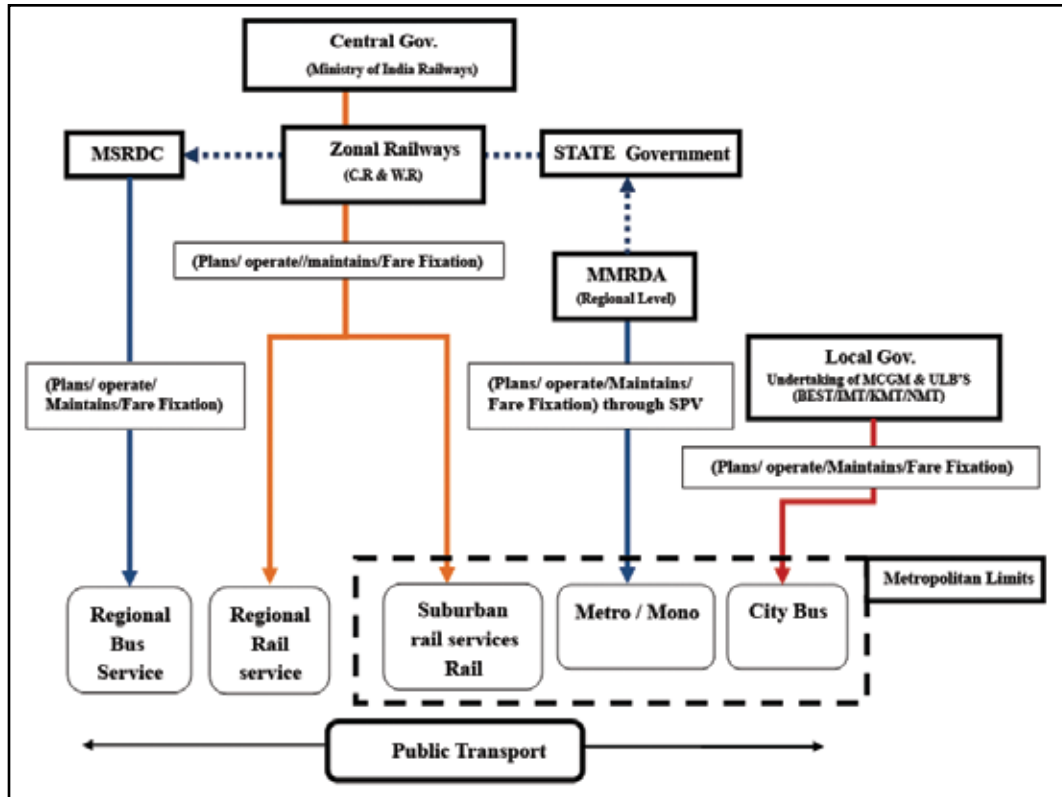 Central Gov.
(Ministry of India Railways)
MSRDC
Zonal Railways
(C.R & W.R)
STATE Government
(Plans/ operate//maintains/Fare Fixation)
MMRDA
(Regional Level)
Local Gov.
Undertaking of MCGM & ULB'S
(BEST/IMT/KMT/NMT)
(Plans/ operate/
Maintains/Fare Fixation)
(Plans/ operate/Maintains/
Fare Fixation) through SPV
(Plans/ operate/Maintains/Fare Fixation)
Metropolitan Limits
Regional
Bus
Service
Regional
Rail
service
Suburban
rail services
Rail
Metro / Mono
City Bus
Public Transport